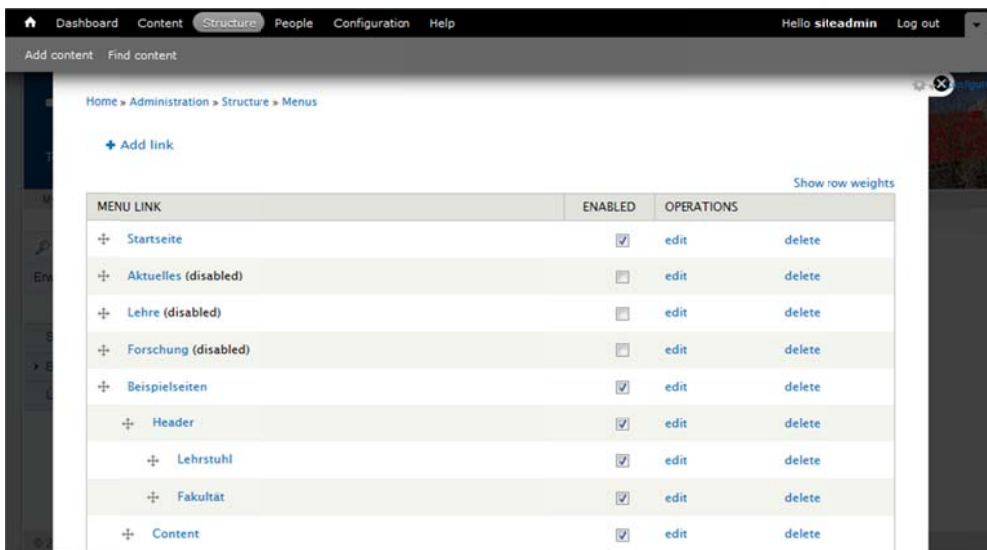 Dashboard Content Structure People Configuration Help Hello siteadmin Log out
Add content Find content
Home » Administration » Structure » Menus
+ Add link
Show row weights
MENU LINK ENABLED OPERATIONS
Startseite edit delete
Aktuelles (disabled) edit delete
Lehre (disabled) edit delete
Forschung (disabled) edit delete
Beispielseiten edit delete
Header edit delete
Lehrstuhl edit delete
Fakultät edit delete
Content edit delete